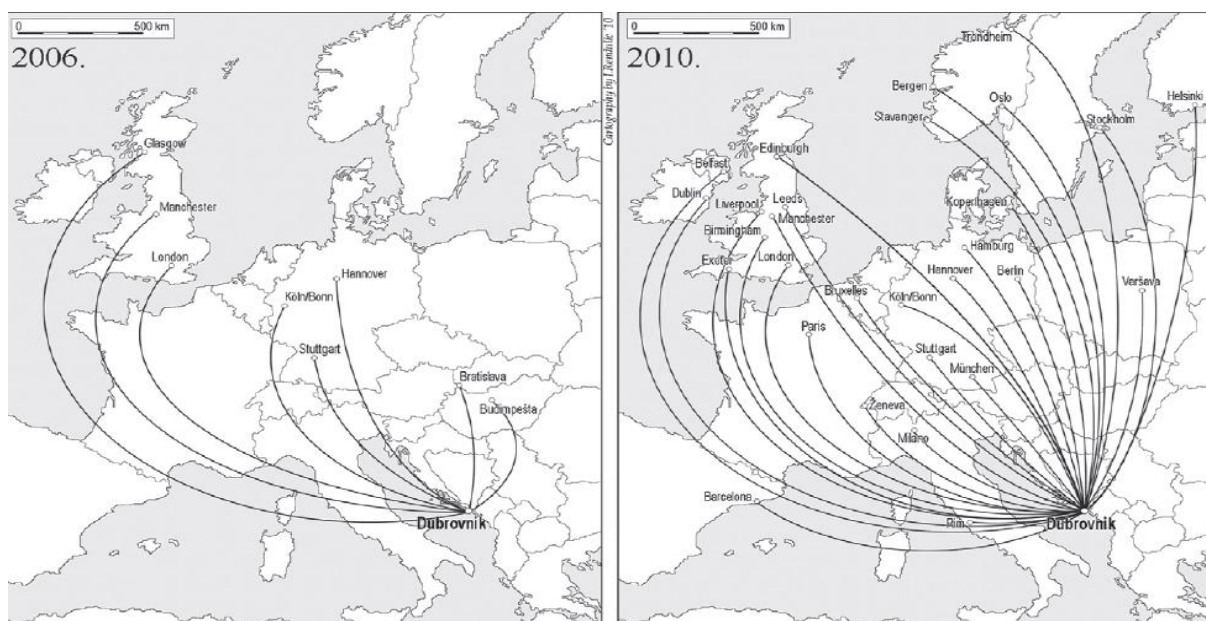 0 500 km
2006.
Glasgow
Manchester
London
Hannover
Köln/Bonn
Stuttgart
Bratislava
Budimpešta
Dubrovnik
Cartography by I.Rendulić '10
0 500 km
2010.
Trondheim
Bergen
Oslo
Helsinki
Stavanger
Stockholm
Edinburgh
Belfast
Dublin
Liverpool
Leeds
Kopenhagen
Manchester
Birmingham
Hamburg
Exeter
London
Hannover
Berlin
Bruxelles
Köln/Bonn
Varšava
Paris
Stuttgart
München
Ženeva
Milano
Barcelona
Rim
Dubrovnik